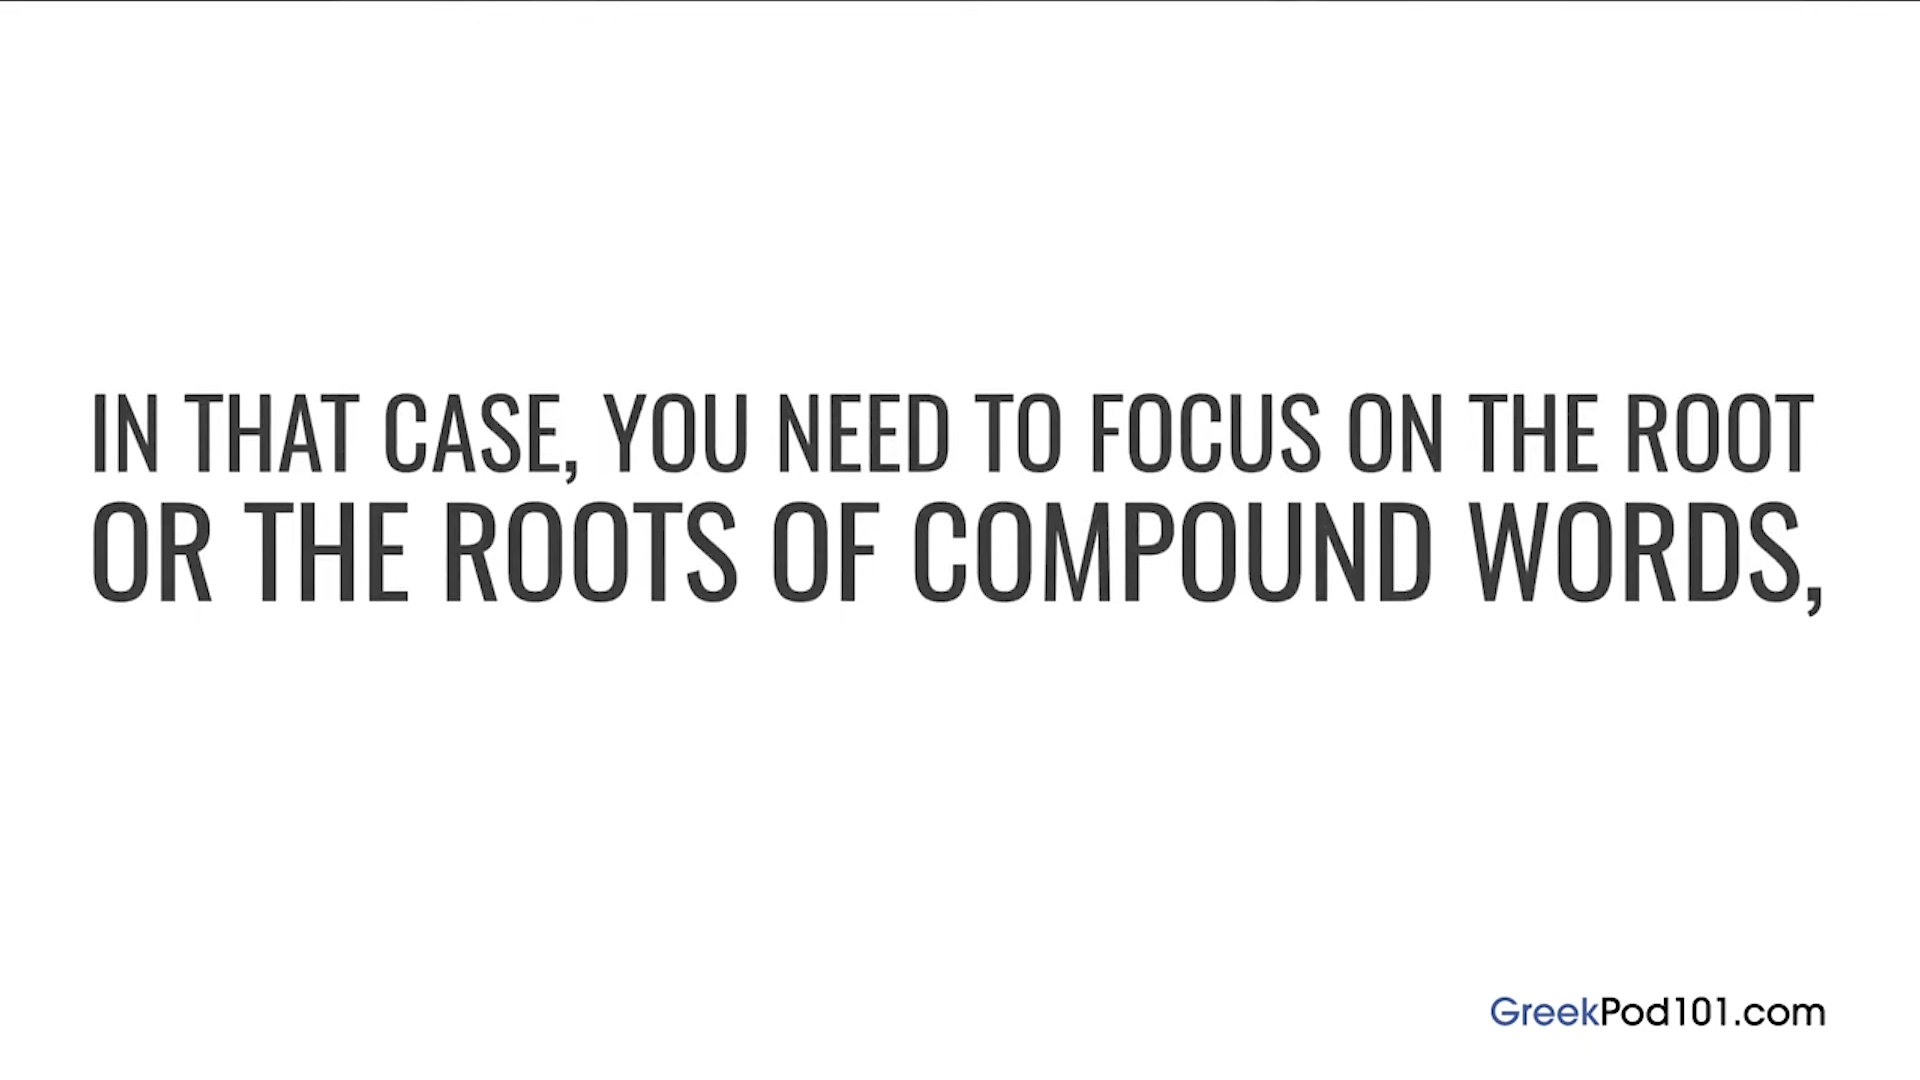 IN THAT CASE, YOU NEED TO FOCUS ON THE ROOT
OR THE ROOTS OF COMPOUND WORDS,
GreekPod101.com